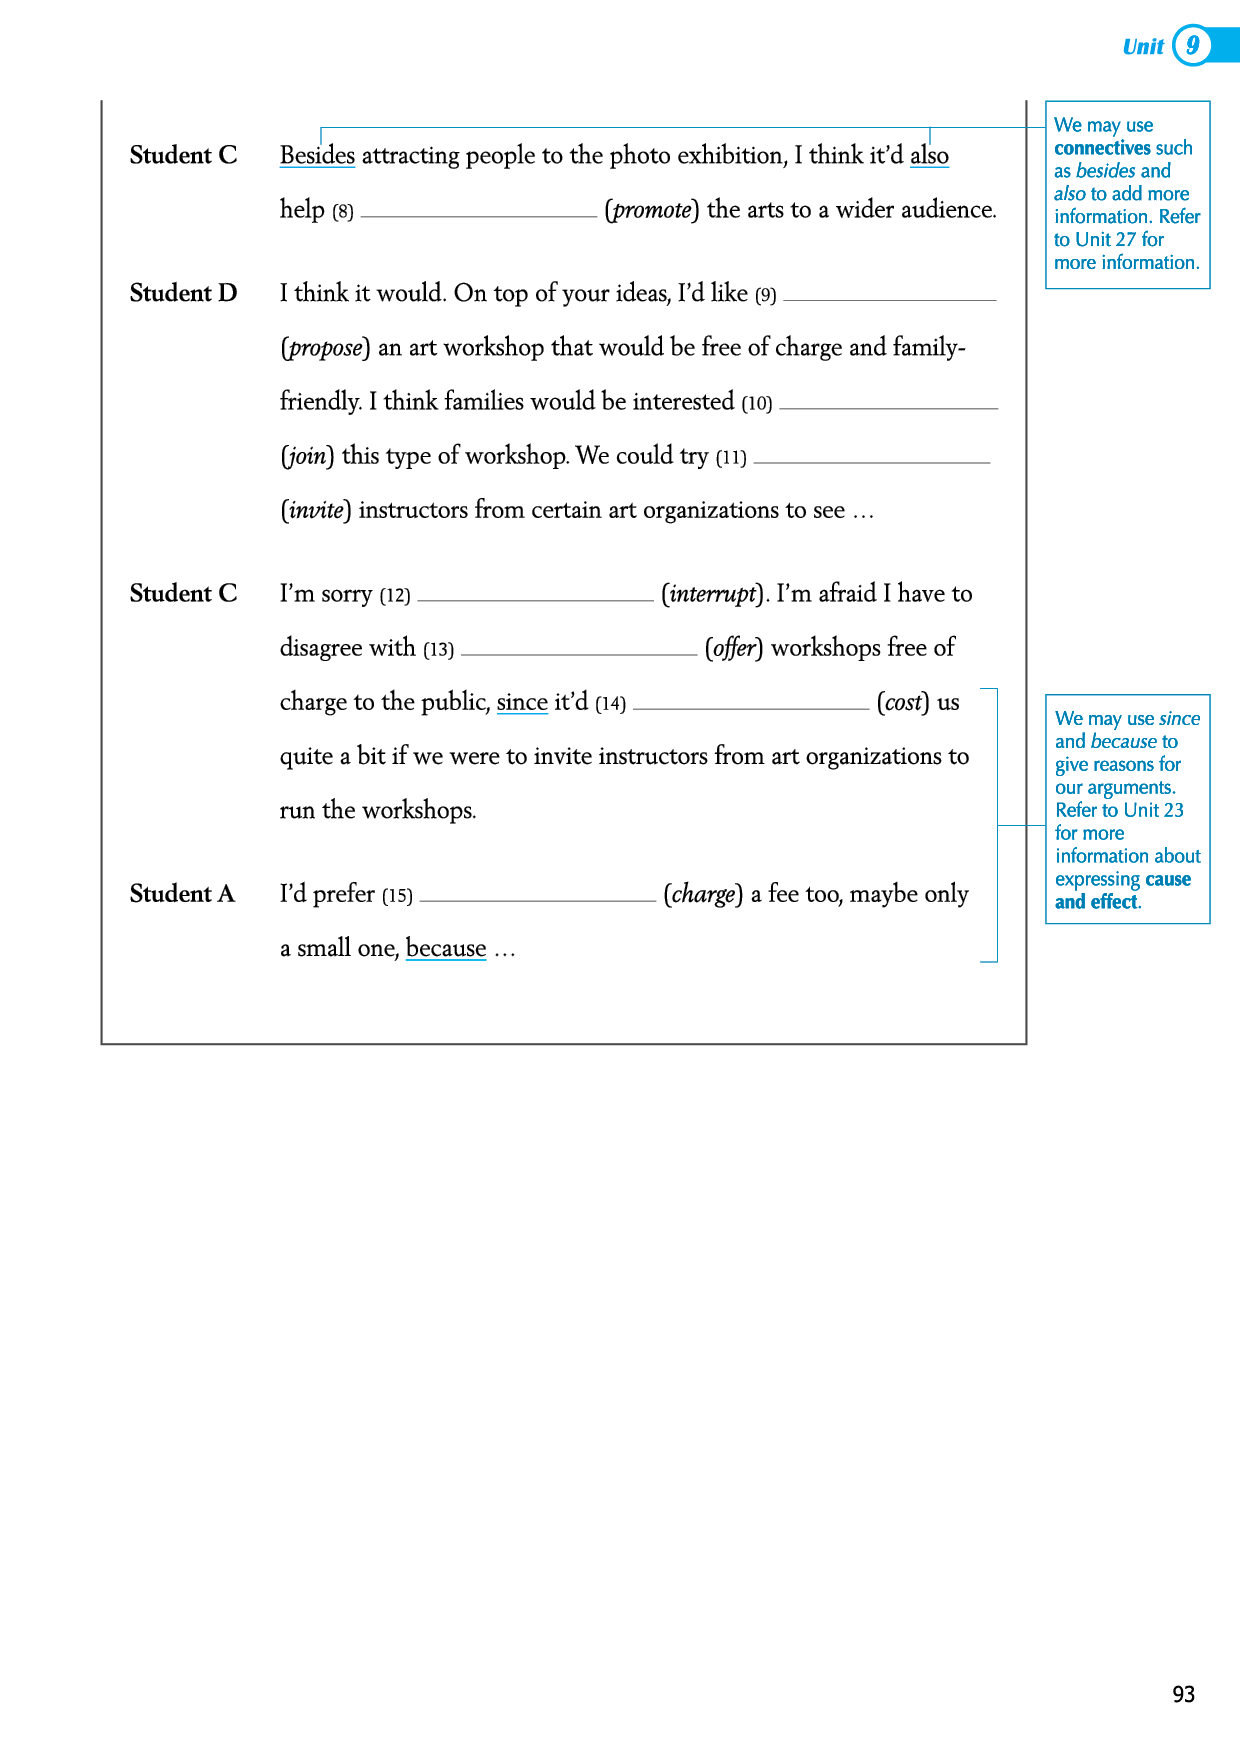 Unit 9
Student C Besides attracting people to the photo exhibition, I think it’d also
help (8) ____________ (promote) the arts to a wider audience.
Student D I think it would. On top of your ideas, I’d like (9) ____________
(propose) an art workshop that would be free of charge and family-
friendly. I think families would be interested (10) ____________
(join) this type of workshop. We could try (11) ____________
(invite) instructors from certain art organizations to see …
Student C I’m sorry (12) ____________ (interrupt). I’m afraid I have to
disagree with (13) ____________ (offer) workshops free of
charge to the public, since it’d (14) ____________ (cost) us
quite a bit if we were to invite instructors from art organizations to
run the workshops.
Student A I’d prefer (15) ____________ (charge) a fee too, maybe only
a small one, because …
We may use
connectives such
as besides and
also to add more
information. Refer
to Unit 27 for
more information.
We may use since
and because to
give reasons for
our arguments.
Refer to Unit 23
for more
information about
expressing cause
and effect.
93